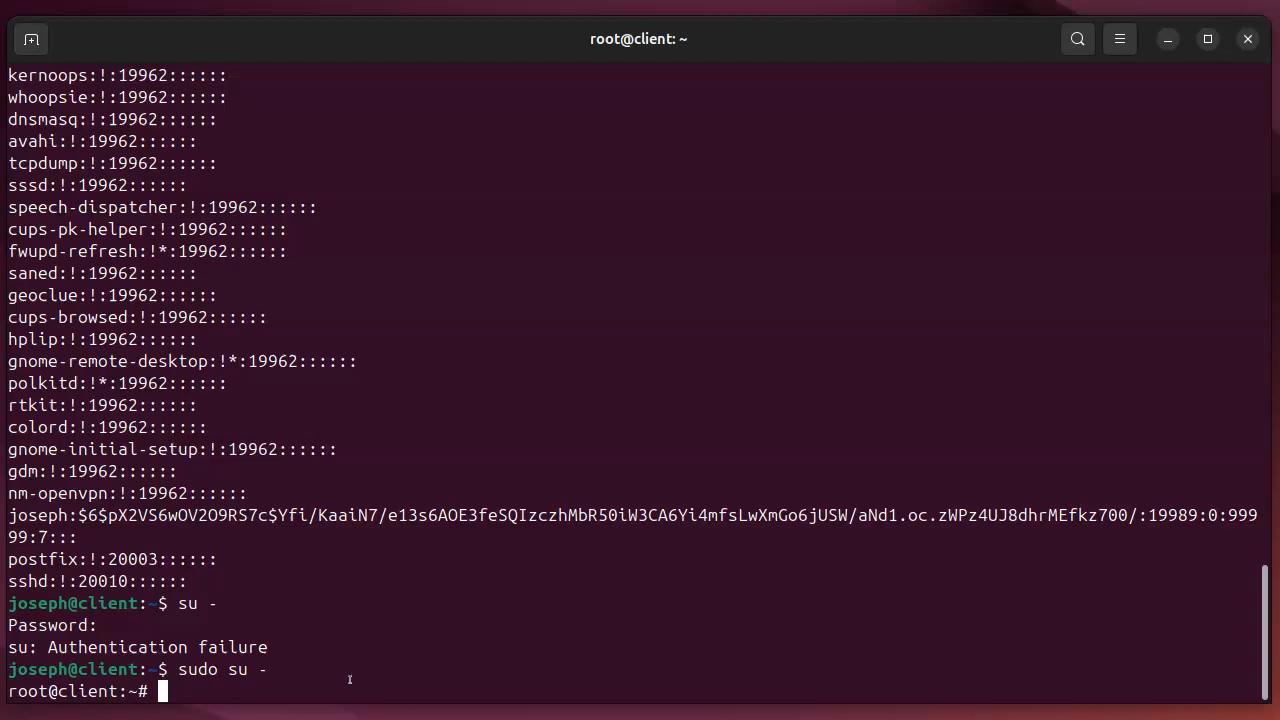 root@client: ~
kernoops:!:19962::::::
whoopsie:!:19962::::::
dnsmasq:!:19962::::::
avahi:!:19962::::::
tcpdump:!:19962::::::
sssd:!:19962::::::
speech-dispatcher:!:19962::::::
cups-pk-helper:!:19962::::::
fwupd-refresh:!*:19962::::::
saned:!:19962::::::
geoclue:!:19962::::::
cups-browsed:!:19962::::::
hplip:!:19962::::::
gnome-remote-desktop:!*:19962::::::
polkitd:!*:19962::::::
rtkit:!:19962::::::
colord:!:19962::::::
gnome-initial-setup:!:19962::::::
gdm:!:19962::::::
nm-openvpn:!:19962::::::
joseph:$6$pX2VS6wOV2O9RS7c$Yfi/KaaiN7/e13s6AOE3feSQIzczhMbR50iW3CA6Yi4mfsLwXmGo6jUSW/aNd1.oc.zWPz4UJ8dhrMEfkz700/:19989:0:999
99:7:::
postfix:!:20003::::::
sshd:!:20010::::::
joseph@client:~$ su -
Password:
su: Authentication failure
joseph@client:~$ sudo su -
root@client:~#